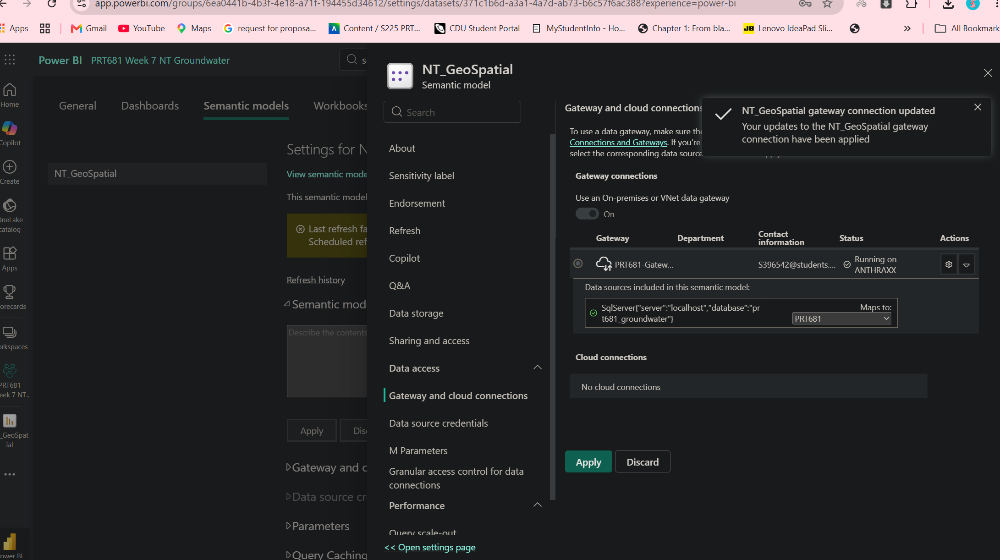 app.powerbi.com/groups/6ea0441b-4b3f-4e18-a71f-194455d34612/settings/datasets/371c1b6d-a3a1-4a7d-ab73-b6c57f6ac388?experience=power-bi
Apps
Gmail
YouTube
Maps
request for proposa...
Content / S225 PRT...
CDU Student Portal
MyStudentInfo - Ho...
Chapter 1: From bla...
Lenovo IdeaPad Sli...
All Bookmark
Power BI PRT681 Week 7 NT Groundwater
Home
Copilot
Create
OneLake
catalog
Apps
orecards
orkspaces
PRT681
eek 7 NT...
_GeoSpat
ial
Power BI
General
Dashboards
Semantic models
Workbooks
NT_GeoSpatial
Settings for N
View semantic mode
This semantic model
Last refresh fa
Scheduled ref
Refresh history
Semantic mod
Describe the contents
Apply
Disc
Gateway and c
Data source cr
Parameters
Query Caching
NT_GeoSpatial
Semantic model
Search
About
Sensitivity label
Endorsement
Refresh
Copilot
Q&A
Data storage
Sharing and access
Data access
Gateway and cloud connections
Data source credentials
M Parameters
Granular access control for data
connections
Performance
Query scale-out
<< Open settings page
Gateway and cloud connections
To use a data gateway, make sure the
Connections and Gateways. If you're
select the corresponding data sources and then click apply.
NT_GeoSpatial gateway connection updated
Your updates to the NT_GeoSpatial gateway
connection have been applied
Gateway connections
Use an On-premises or VNet data gateway
On
Gateway
Department
Contact
information
Status
Actions
PRT681-Gatew...
S396542@students....
Running on
ANTHRAXX
Data sources included in this semantic model:
SqlServer{"server":"localhost","database":"pr
t681_groundwater"}
Maps to:
PRT681
Cloud connections
No cloud connections
Apply
Discard